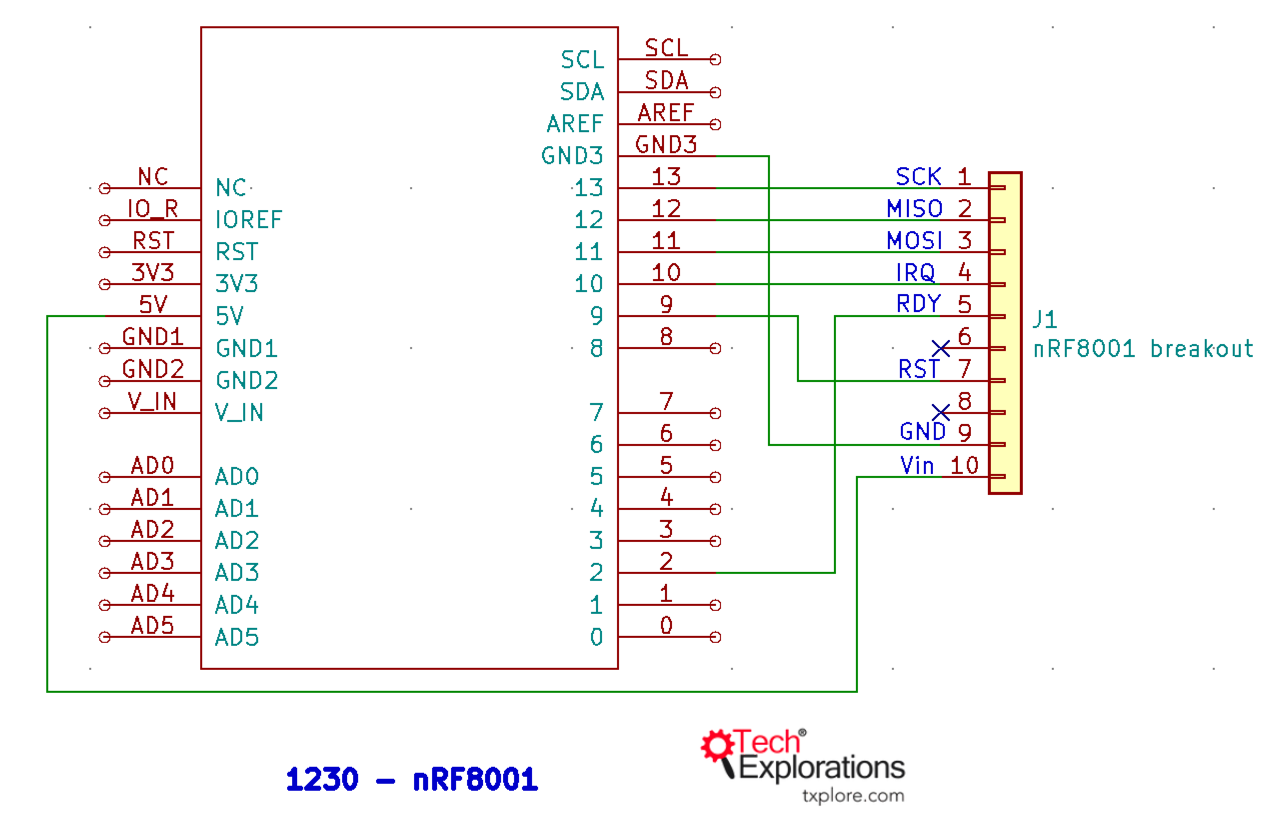 SCL SCL
SDA SDA
AREF AREF
GND3 GND3
NC NC 13 13 SCK 1
IO_R IOREF 12 12 MISO 2
RST RST 11 11 MOSI 3
3V3 3V3 10 10 IRQ 4
5V 5V 9 9 RDY 5
J1
GND1 GND1 8 8 6 nRF8001 breakout
GND2 GND2 RST 7
V_IN V_IN 7 7 8
6 6 GND 9
AD0 AD0 5 5 Vin 10
AD1 AD1 4 4
AD2 AD2 3 3
AD3 AD3 2 2
AD4 AD4 1 1
AD5 AD5 0 0
Tech®
Explorations
txplore.com
1230 – nRF8001